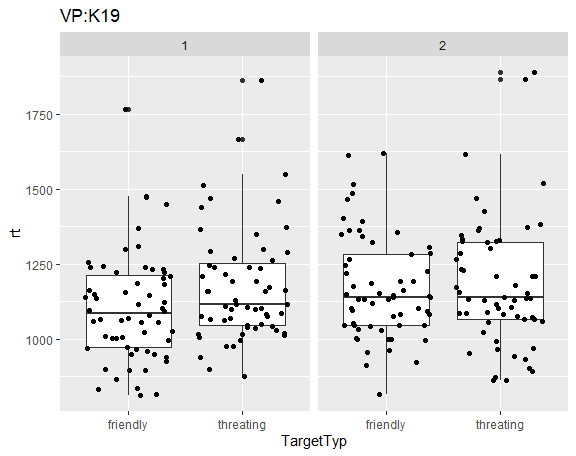 VP:K19
1 2
rt
1750
1500
1250
1000
friendly threating friendly threating
TargetTyp